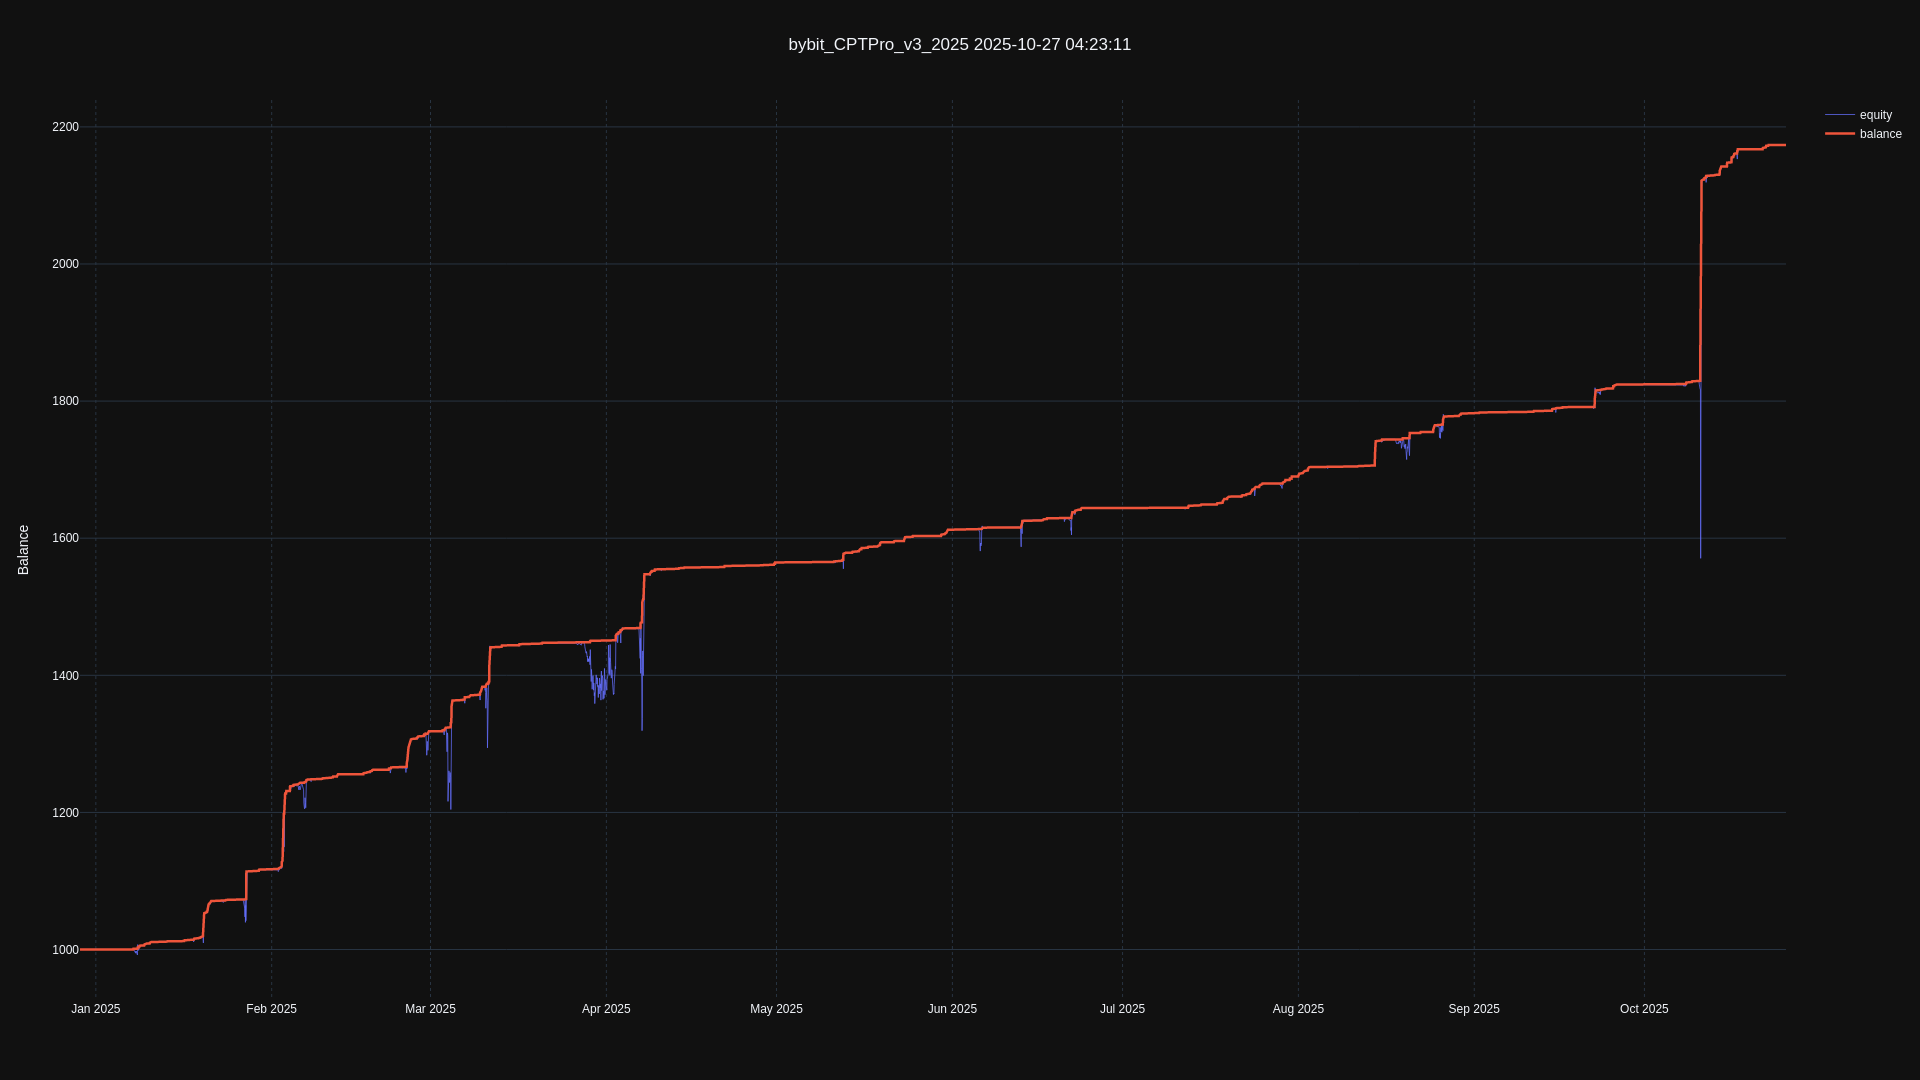 bybit_CPTPro_v3_2025 2025-10-27 04:23:11
equity
balance
Balance
2200
2000
1800
1600
1400
1200
1000
Jan 2025
Feb 2025
Mar 2025
Apr 2025
May 2025
Jun 2025
Jul 2025
Aug 2025
Sep 2025
Oct 2025